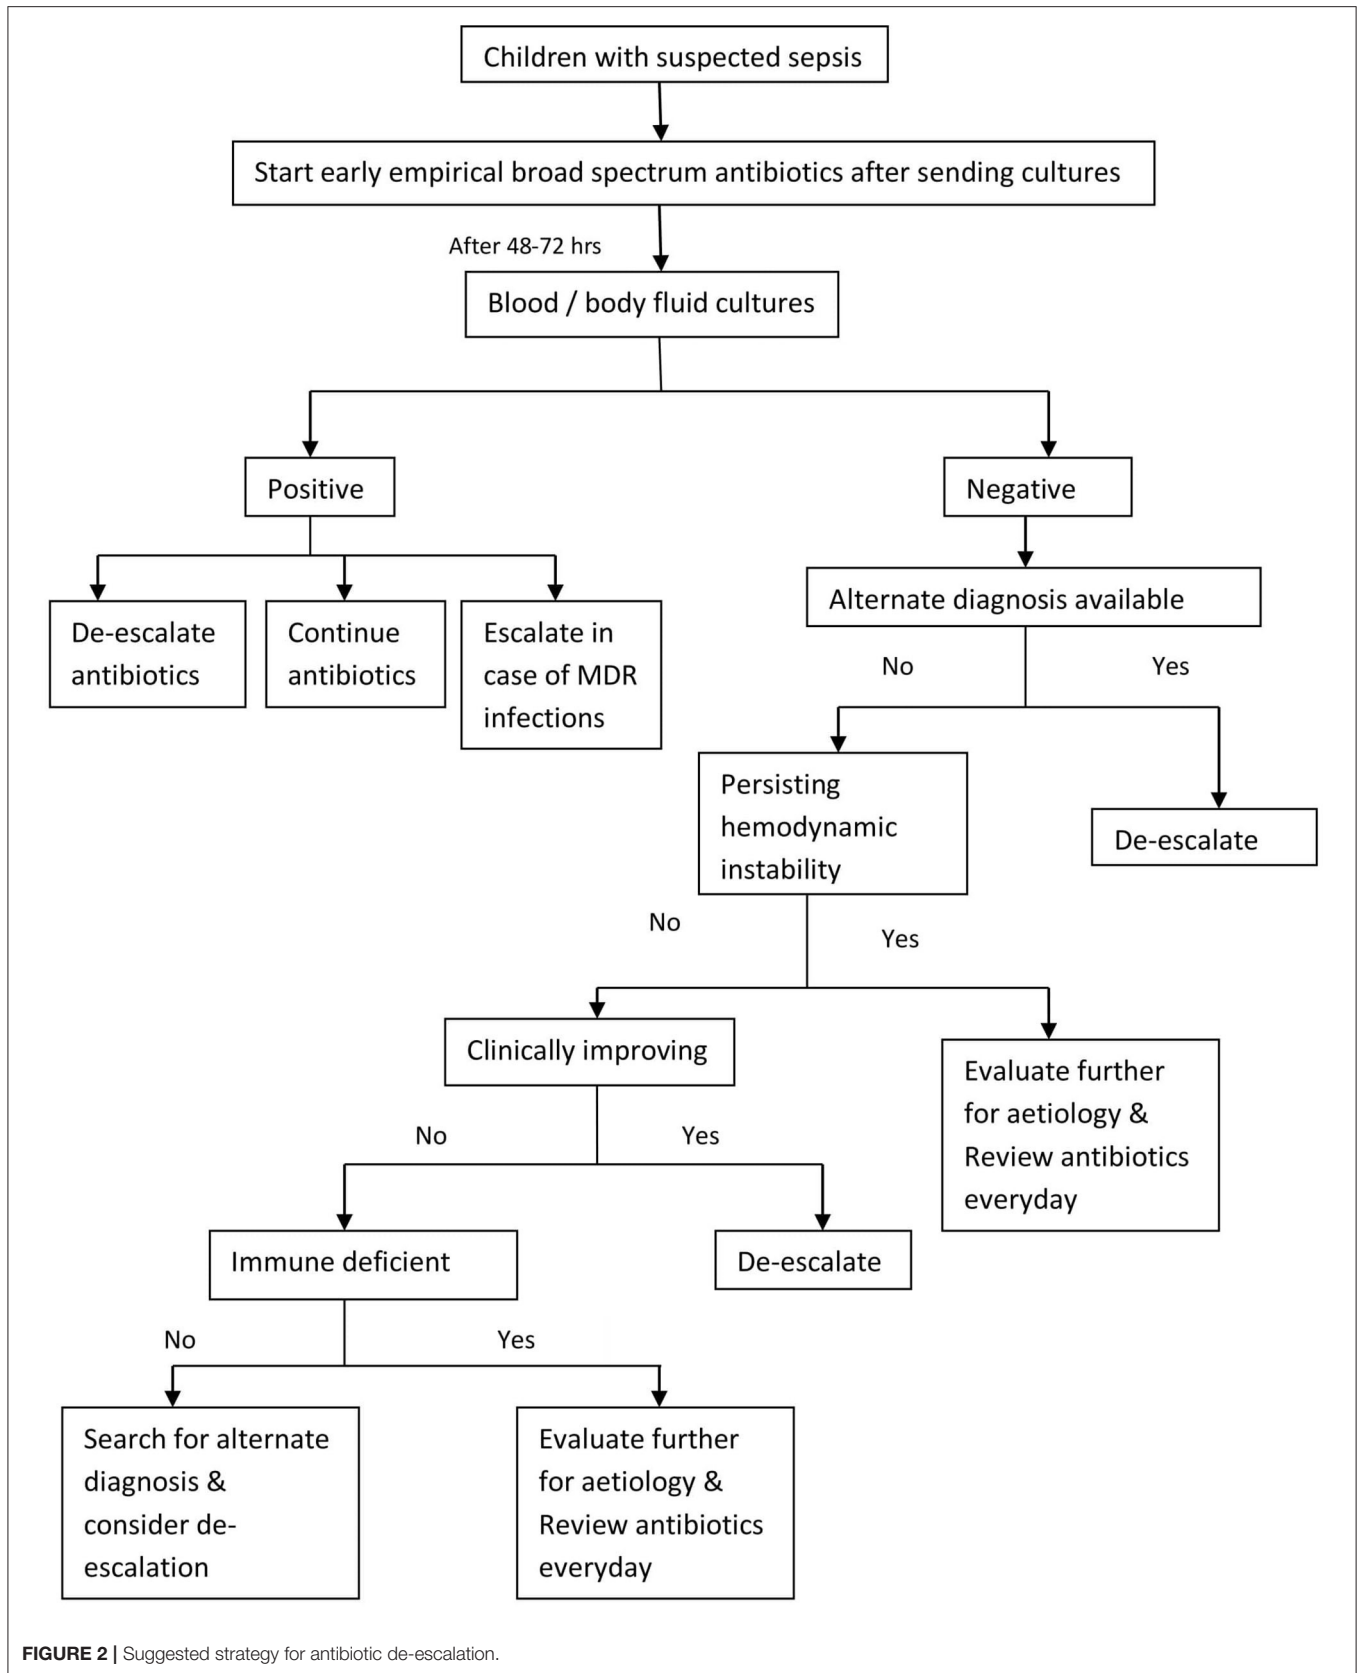 Children with suspected sepsis
Start early empirical broad spectrum antibiotics after sending cultures
After 48-72 hrs
Blood / body fluid cultures
Positive
Negative
De-escalate
antibiotics
Continue
antibiotics
Escalate in
case of MDR
infections
Alternate diagnosis available
No
Yes
Persisting
hemodynamic
instability
De-escalate
No
Yes
Clinically improving
Evaluate further
for aetiology &
Review antibiotics
everyday
No
Yes
Immune deficient
De-escalate
No
Yes
Search for alternate
diagnosis &
consider de-
escalation
Evaluate further
for aetiology &
Review antibiotics
everyday
FIGURE 2 | Suggested strategy for antibiotic de-escalation.